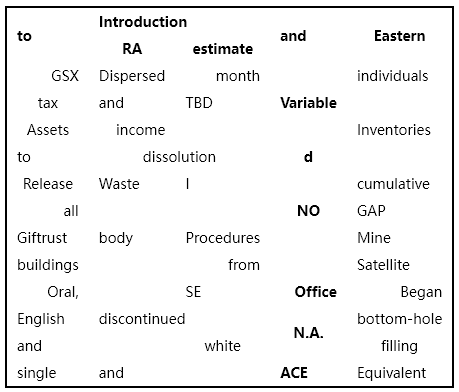 to Introduction and Eastern
RA estimate
GSX Dispersed month individuals
tax and TBD Variable
Assets income Inventories
to dissolution d
Release Waste I cumulative
all NO GAP
Giftrust body Procedures Mine
buildings from Satellite
Oral, SE Office Began
English discontinued N.A. bottom-hole
and white filling
single and ACE Equivalent